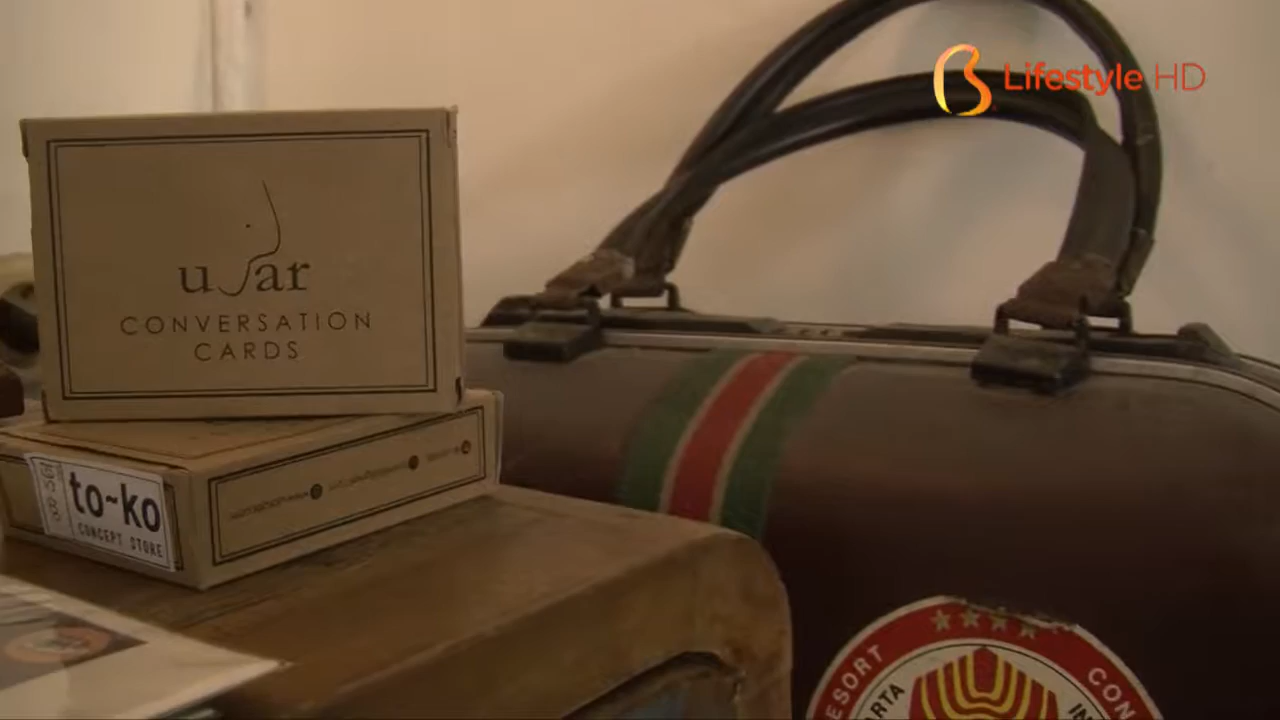 Lifestyle HD
ujar
CONVERSATION
CARDS
to~ko
CONCEPT STORE
RESORT
CON